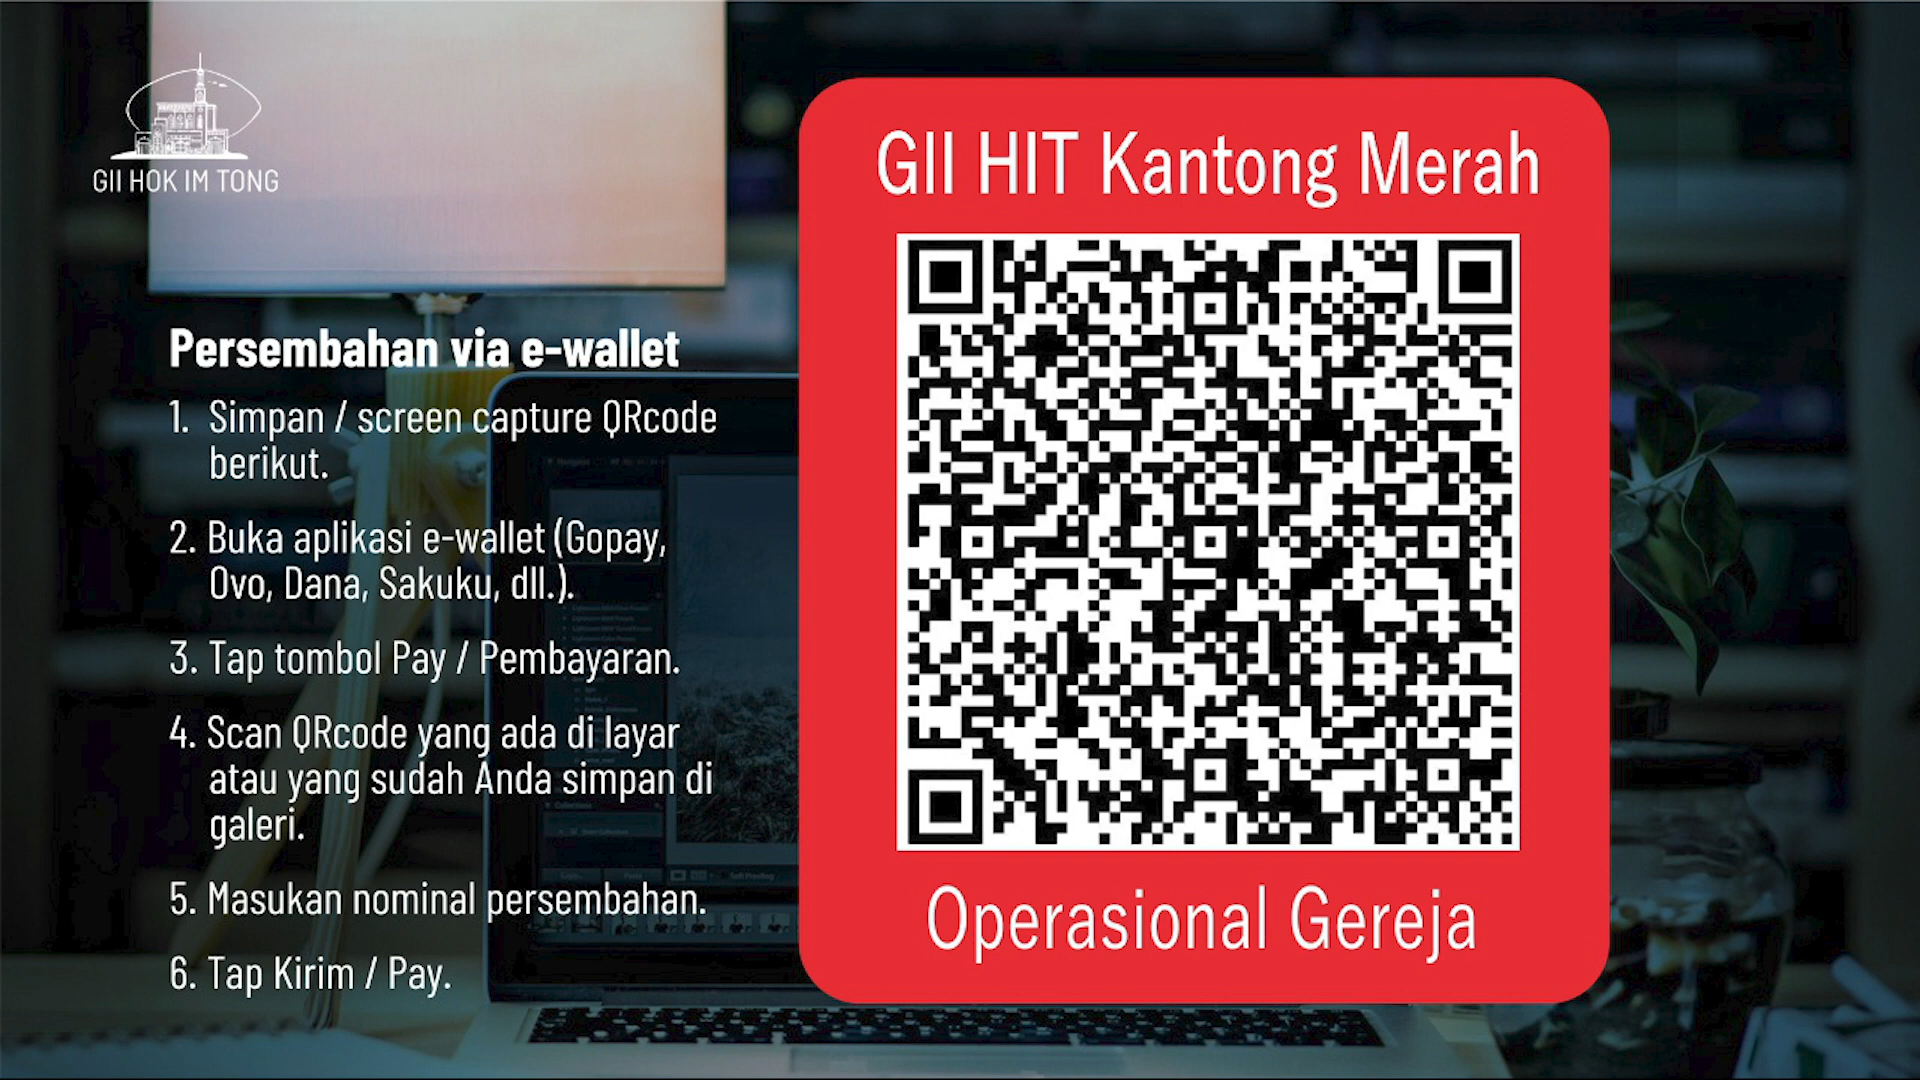 GII HOK IM TONG
Persembahan via e-wallet
1. Simpan / screen capture QRcode
berikut.
2. Buka aplikasi e-wallet (Gopay,
Ovo, Dana, Sakuku, dll.).
3. Tap tombol Pay / Pembayaran.
4. Scan QRcode yang ada di layar
atau yang sudah Anda simpan di
galeri.
5. Masukan nominal persembahan.
6. Tap Kirim / Pay.
GII HIT Kantong Merah
Operasional Gereja